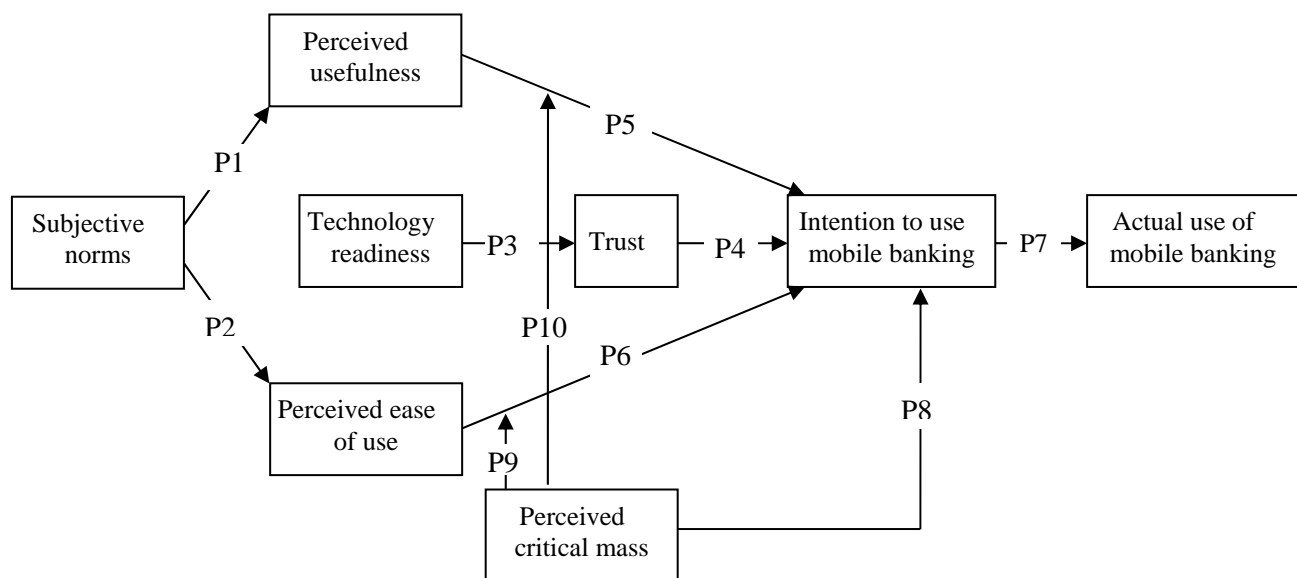 Perceived
usefulness
P5
P1
Subjective
norms
Technology
readiness
P3
Trust
P4
Intention to use
mobile banking
P7
Actual use of
mobile banking
P2
P10
P6
Perceived ease
of use
P8
P9
Perceived
critical mass